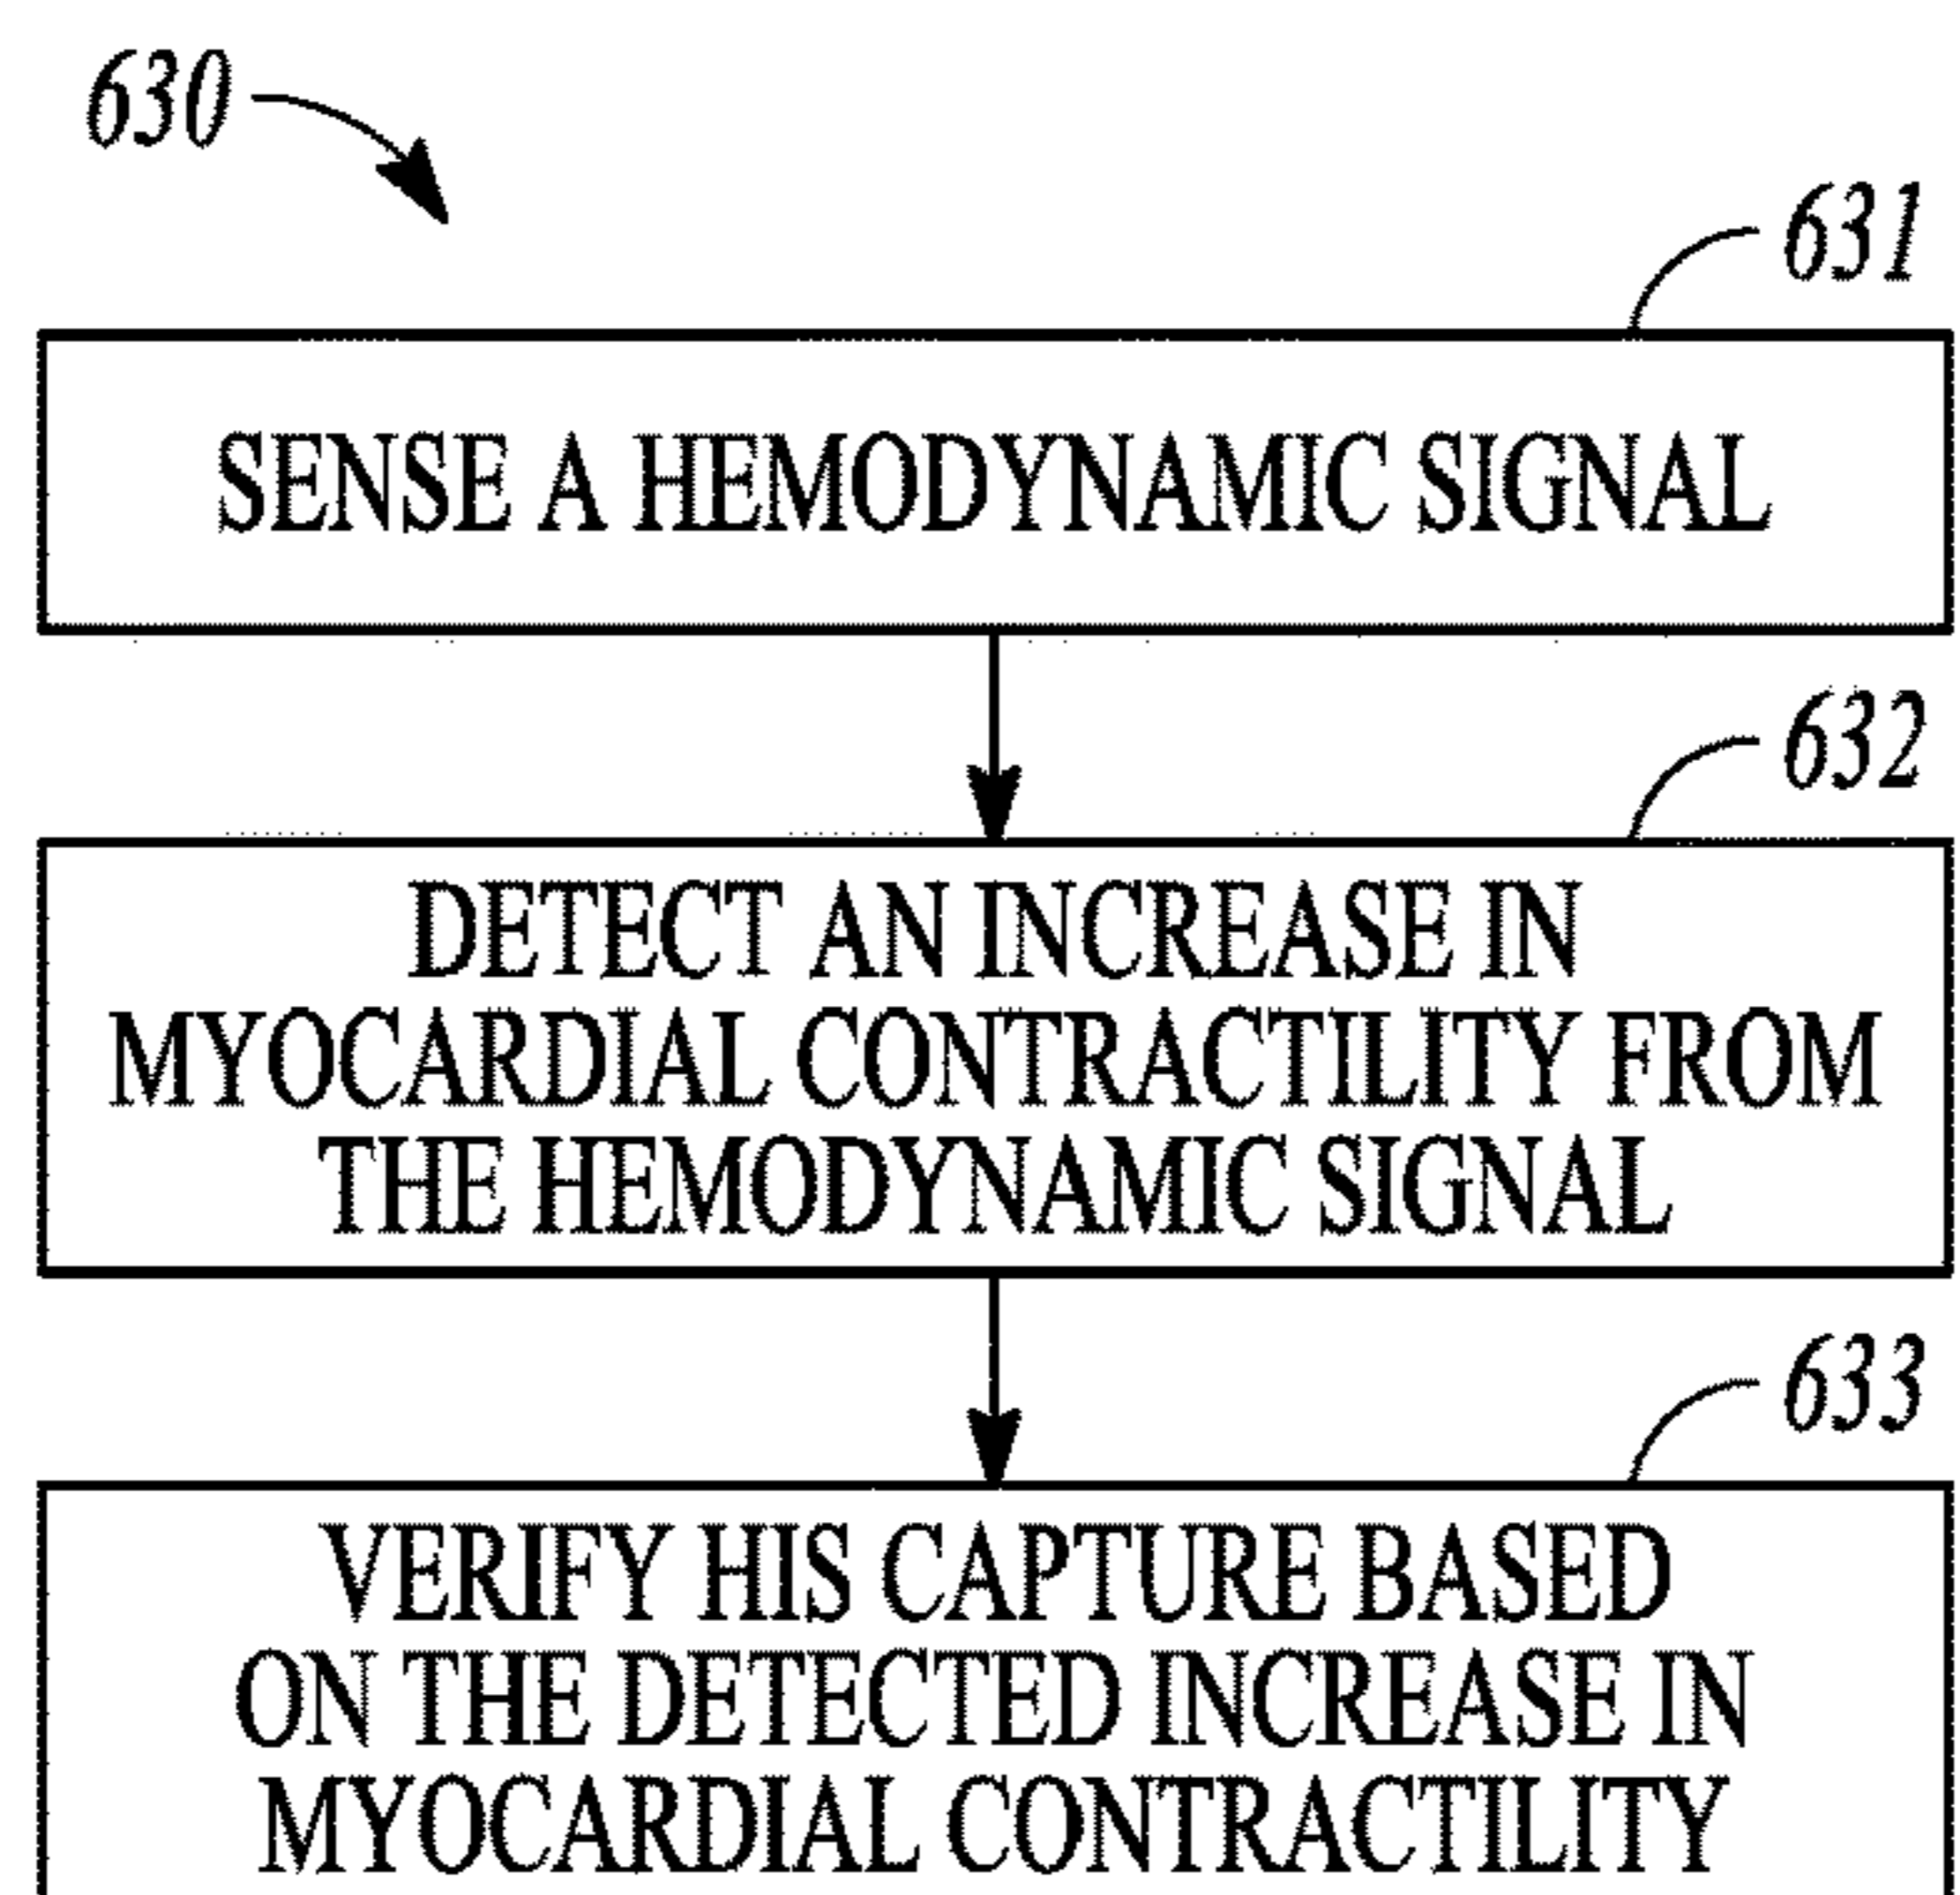 630
631
SENSE A HEMODYNAMIC SIGNAL
632
DETECT AN INCREASE IN
MYOCARDIAL CONTRACTILITY FROM
THE HEMODYNAMIC SIGNAL
633
VERIFY HIS CAPTURE BASED
ON THE DETECTED INCREASE IN
MYOCARDIAL CONTRACTILITY